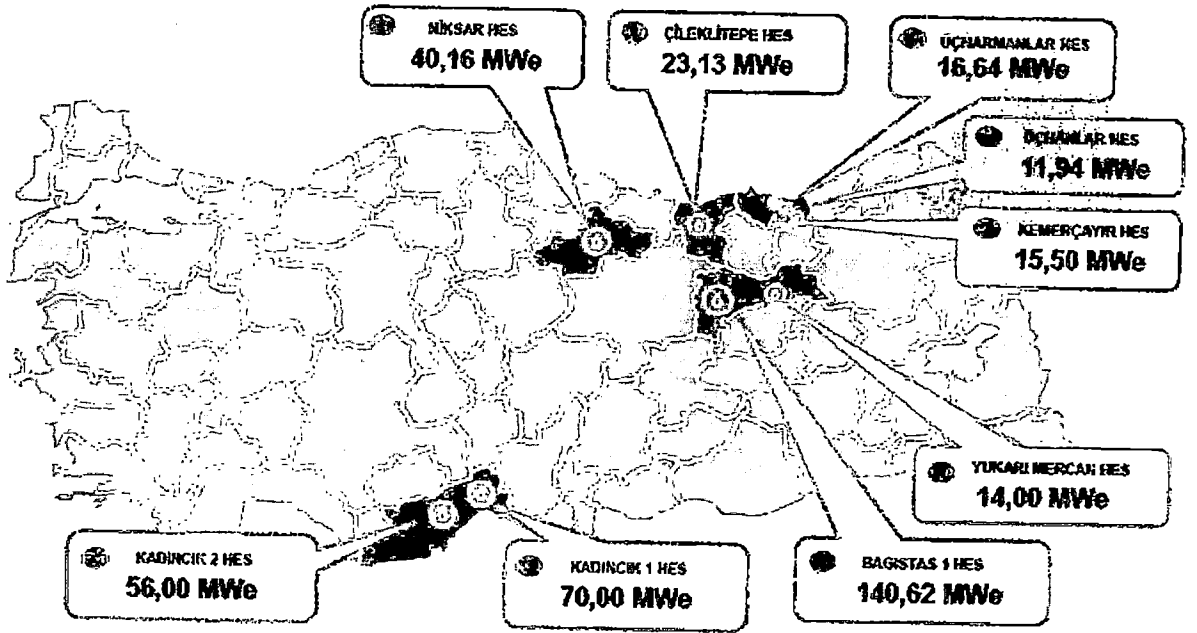 NİKSAR HES
40,16 MWe
ÇİLEKLİTEPE HES
23,13 MWe
ÜÇHARMANLAR HES
16,64 MWe
ÜÇHANLAR HES
11,94 MWe
KEMERÇAYIR HES
15,50 MWe
YUKARI MERCAN HES
14,00 MWe
BAGISTAS 1 HES
140,62 MWe
KADINCIK 1 HES
70,00 MWe
KADINCIK 2 HES
56,00 MWe